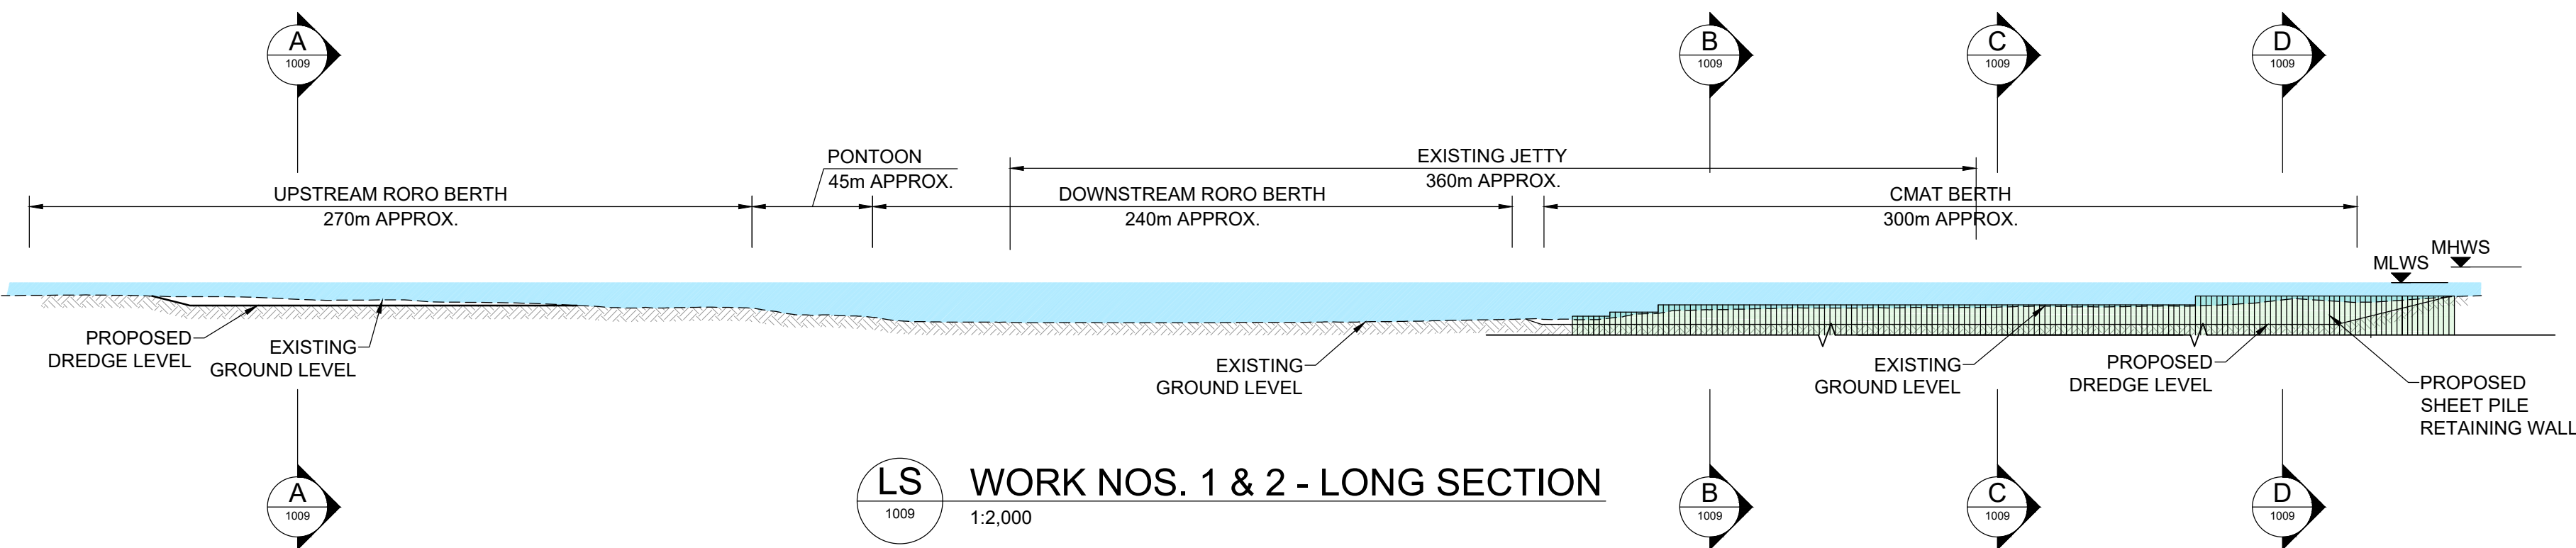 A
1009
B
1009
C
1009
D
1009
PONTOON
45m APPROX.
EXISTING JETTY
360m APPROX.
UPSTREAM RORO BERTH
270m APPROX.
DOWNSTREAM RORO BERTH
240m APPROX.
CMAT BERTH
300m APPROX.
MLWS
MHWS
PROPOSED
DREDGE LEVEL
EXISTING
GROUND LEVEL
EXISTING
GROUND LEVEL
EXISTING
GROUND LEVEL
PROPOSED
DREDGE LEVEL
PROPOSED
SHEET PILE
RETAINING WALL
A
1009
LS
1009
WORK NOS. 1 & 2 - LONG SECTION
1:2,000
B
1009
C
1009
D
1009